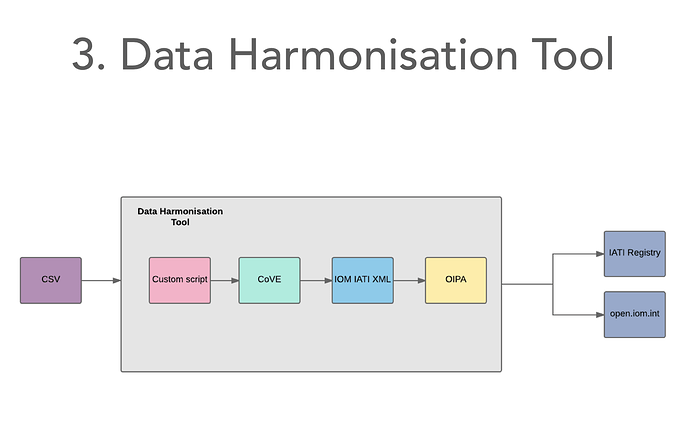 3. Data Harmonisation Tool
Data Harmonisation
Tool
CSV
Custom script
CoVE
IOM IATI XML
OIPA
IATI Registry
open.iom.int